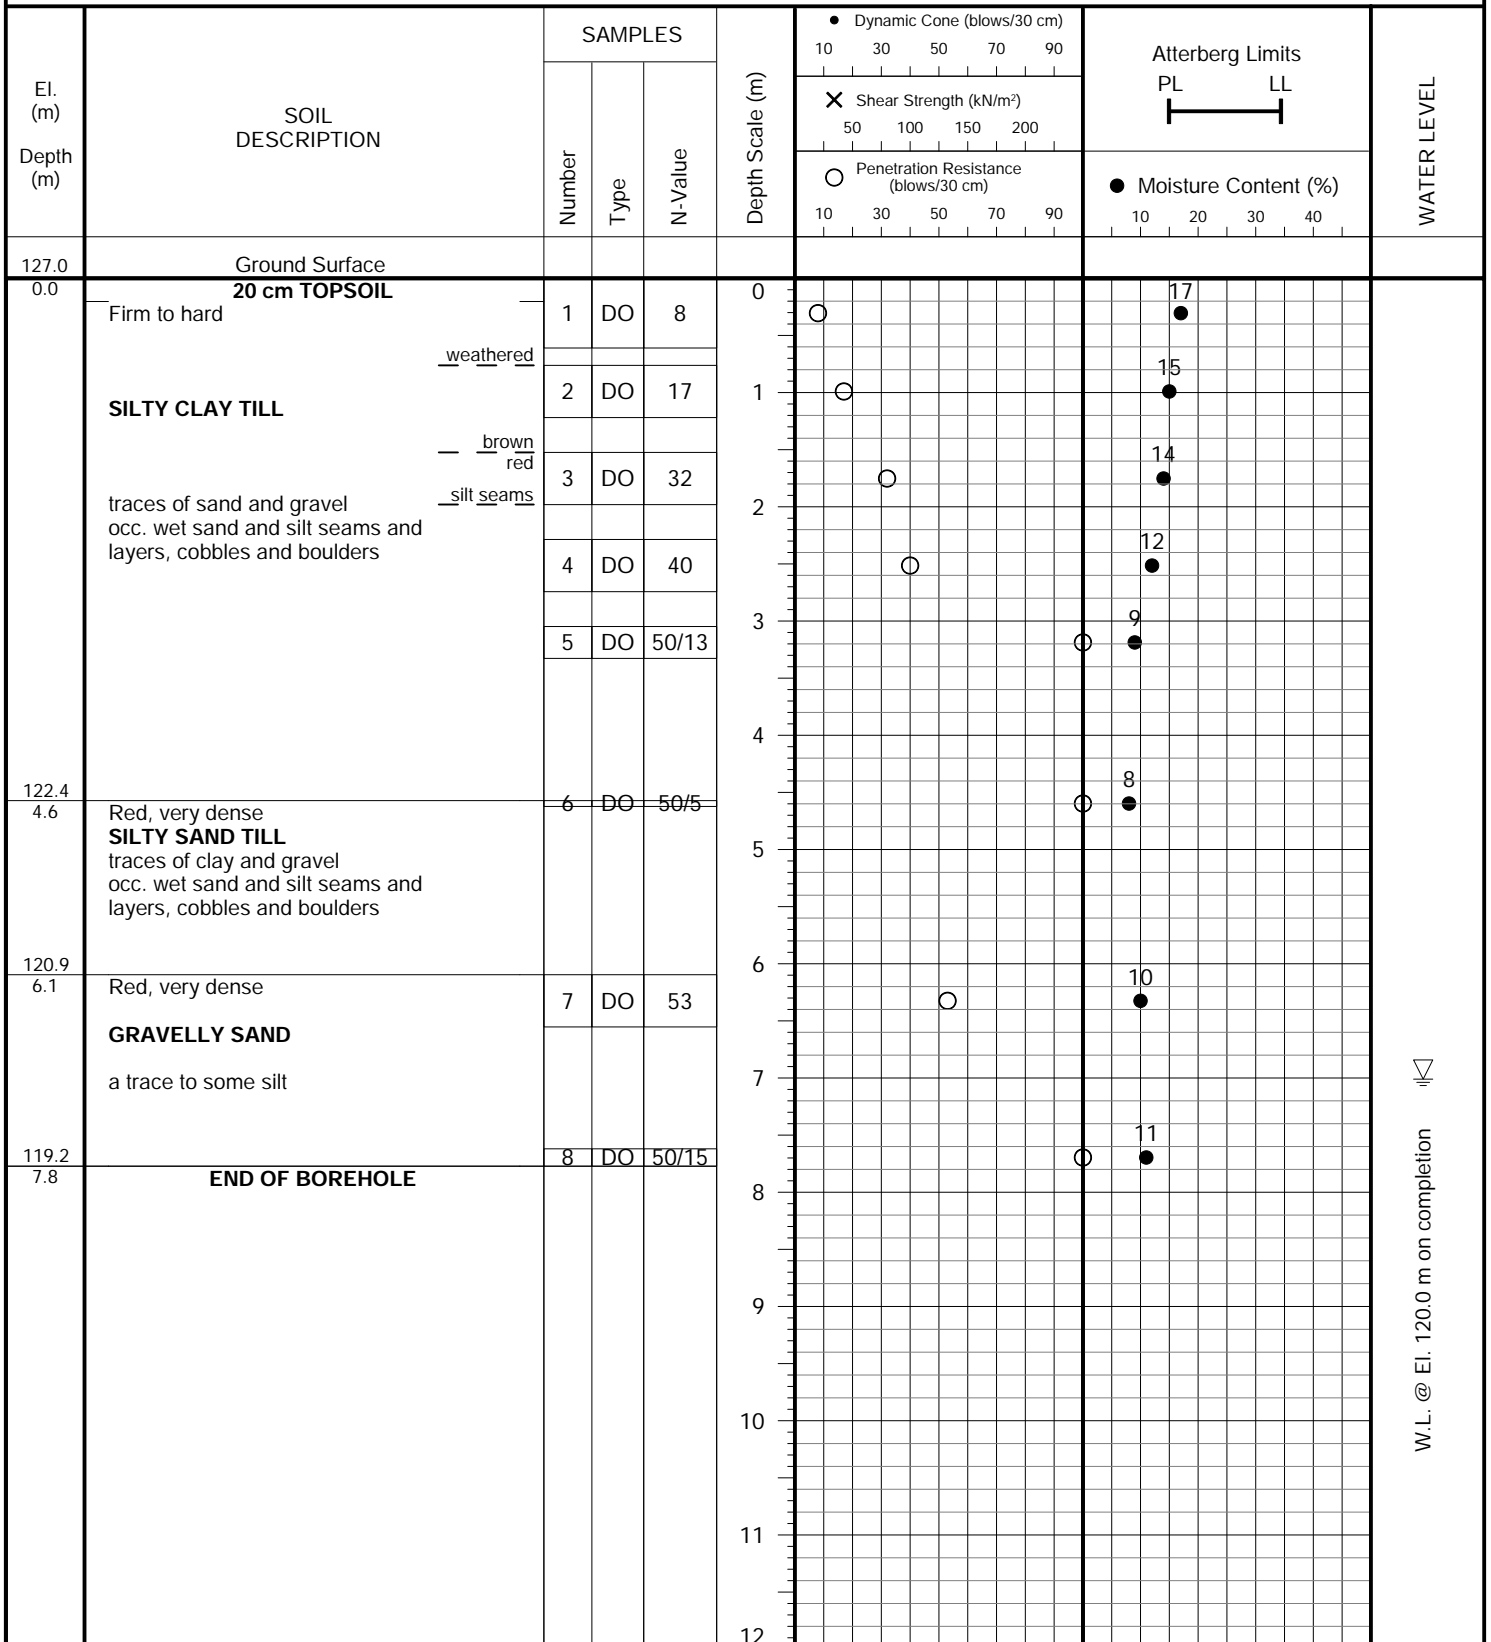 El.
(m)
Depth
(m)
SOIL
DESCRIPTION
SAMPLES
Number
Type
N-Value
Depth Scale (m)
Dynamic Cone (blows/30 cm)
10 30 50 70 90
Shear Strength (kN/m²)
50 100 150 200
Penetration Resistance
(blows/30 cm)
10 30 50 70 90
Atterberg Limits
PL LL
Moisture Content (%)
10 20 30 40
WATER LEVEL
127.0 Ground Surface
0.0 20 cm TOPSOIL 0 17
Firm to hard 1 DO 8
weathered
15
2 DO 17 1
SILTY CLAY TILL
brown
red
14
3 DO 32
silt seams
traces of sand and gravel 2
occ. wet sand and silt seams and
layers, cobbles and boulders
12
4 DO 40
3 9
5 DO 50/13
4
8
122.4
6 DO 50/5
4.6 Red, very dense
SILTY SAND TILL
traces of clay and gravel 5
occ. wet sand and silt seams and
layers, cobbles and boulders
120.9 6
6.1 Red, very dense 10
7 DO 53
GRAVELLY SAND
a trace to some silt 7
11
119.2 8 DO 50/15
7.8 END OF BOREHOLE
8
9
10
11
12
W.L. @ El. 120.0 m on completion